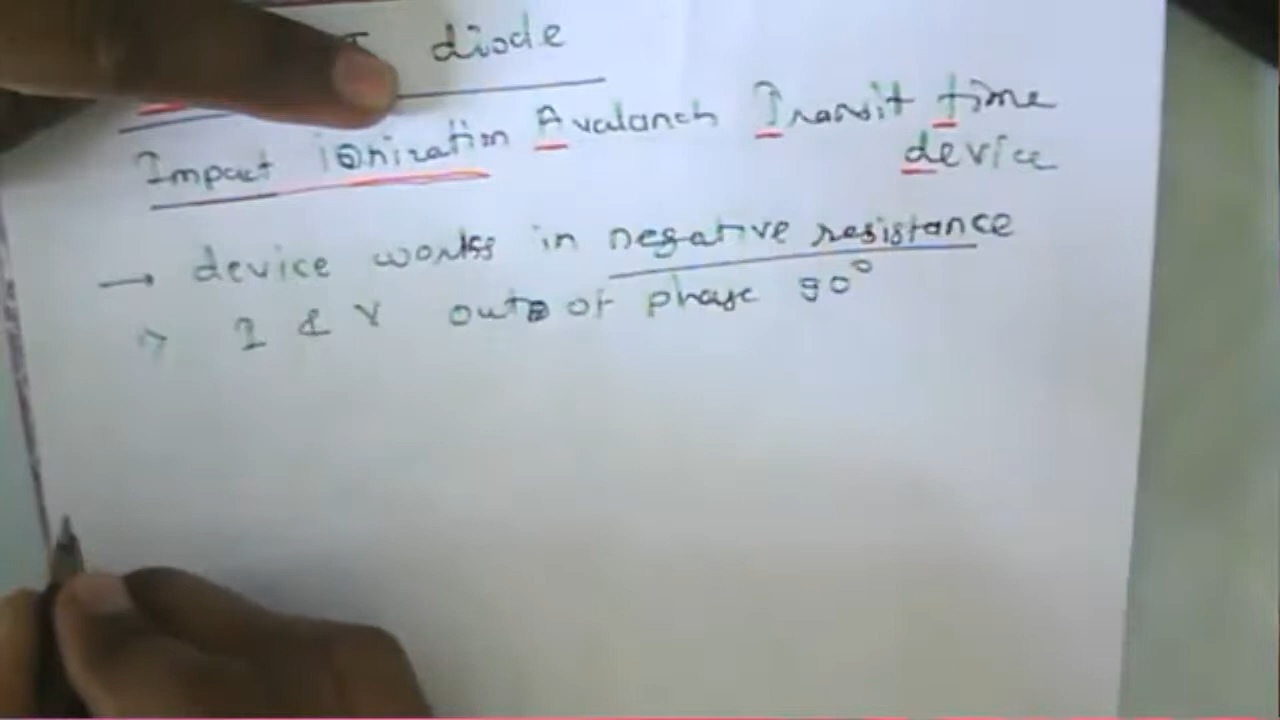 diode
Impact ionization Avalanch Transit time
device
→ device works in negative resistance
I & V out of phase 90°